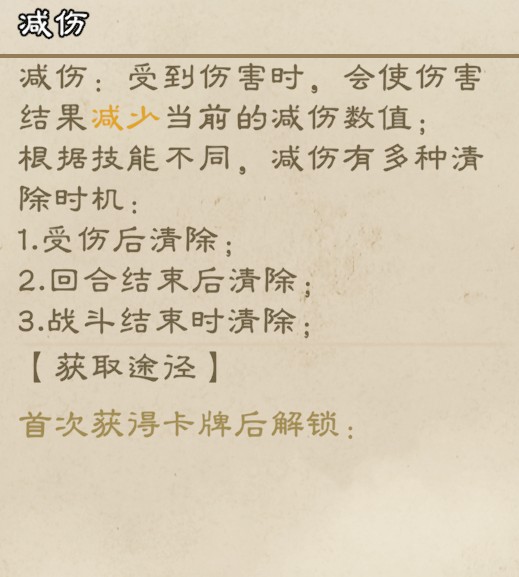 减伤
减伤：受到伤害时，会使伤害
结果减少当前的减伤数值；
根据技能不同，减伤有多种清
除时机：
1.受伤后清除；
2.回合结束后清除；
3.战斗结束时清除；
【获取途径】
首次获得卡牌后解锁：